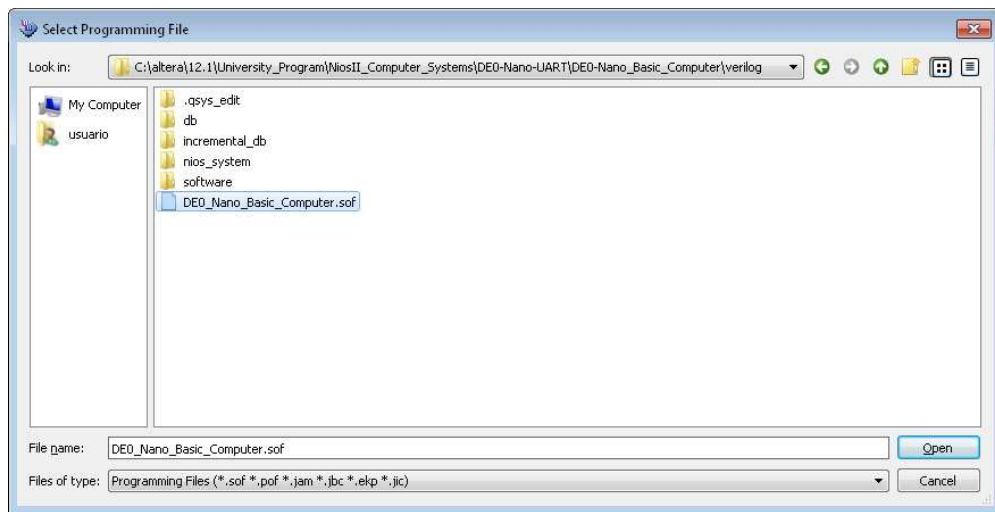 Select Programming File
Look in: C:\altera\12.1\University_Program\NiosII_Computer_Systems\DE0-Nano-UART\DE0-Nano_Basic_Computer\verilog
My Computer
usuario
.qsys_edit
db
incremental_db
nios_system
software
DE0_Nano_Basic_Computer.sof
File name: DE0_Nano_Basic_Computer.sof Open
Files of type: Programming Files (*.sof *.pof *.jam *.jbc *.ekp *.jic) Cancel